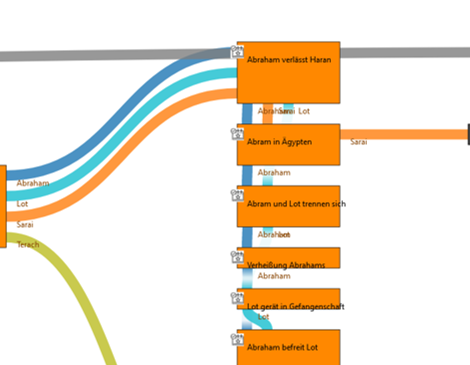 Abraham verlässt Haran
Abraham Sarai Lot
Abram in Ägypten
Sarai
Abraham
Abraham
Lot
Abram und Lot trennen sich
Sarai
Abraham Lot
Terach
Verheißung Abrahams
Abraham
Lot gerät in Gefangenschaft
Lot
Abraham befreit Lot